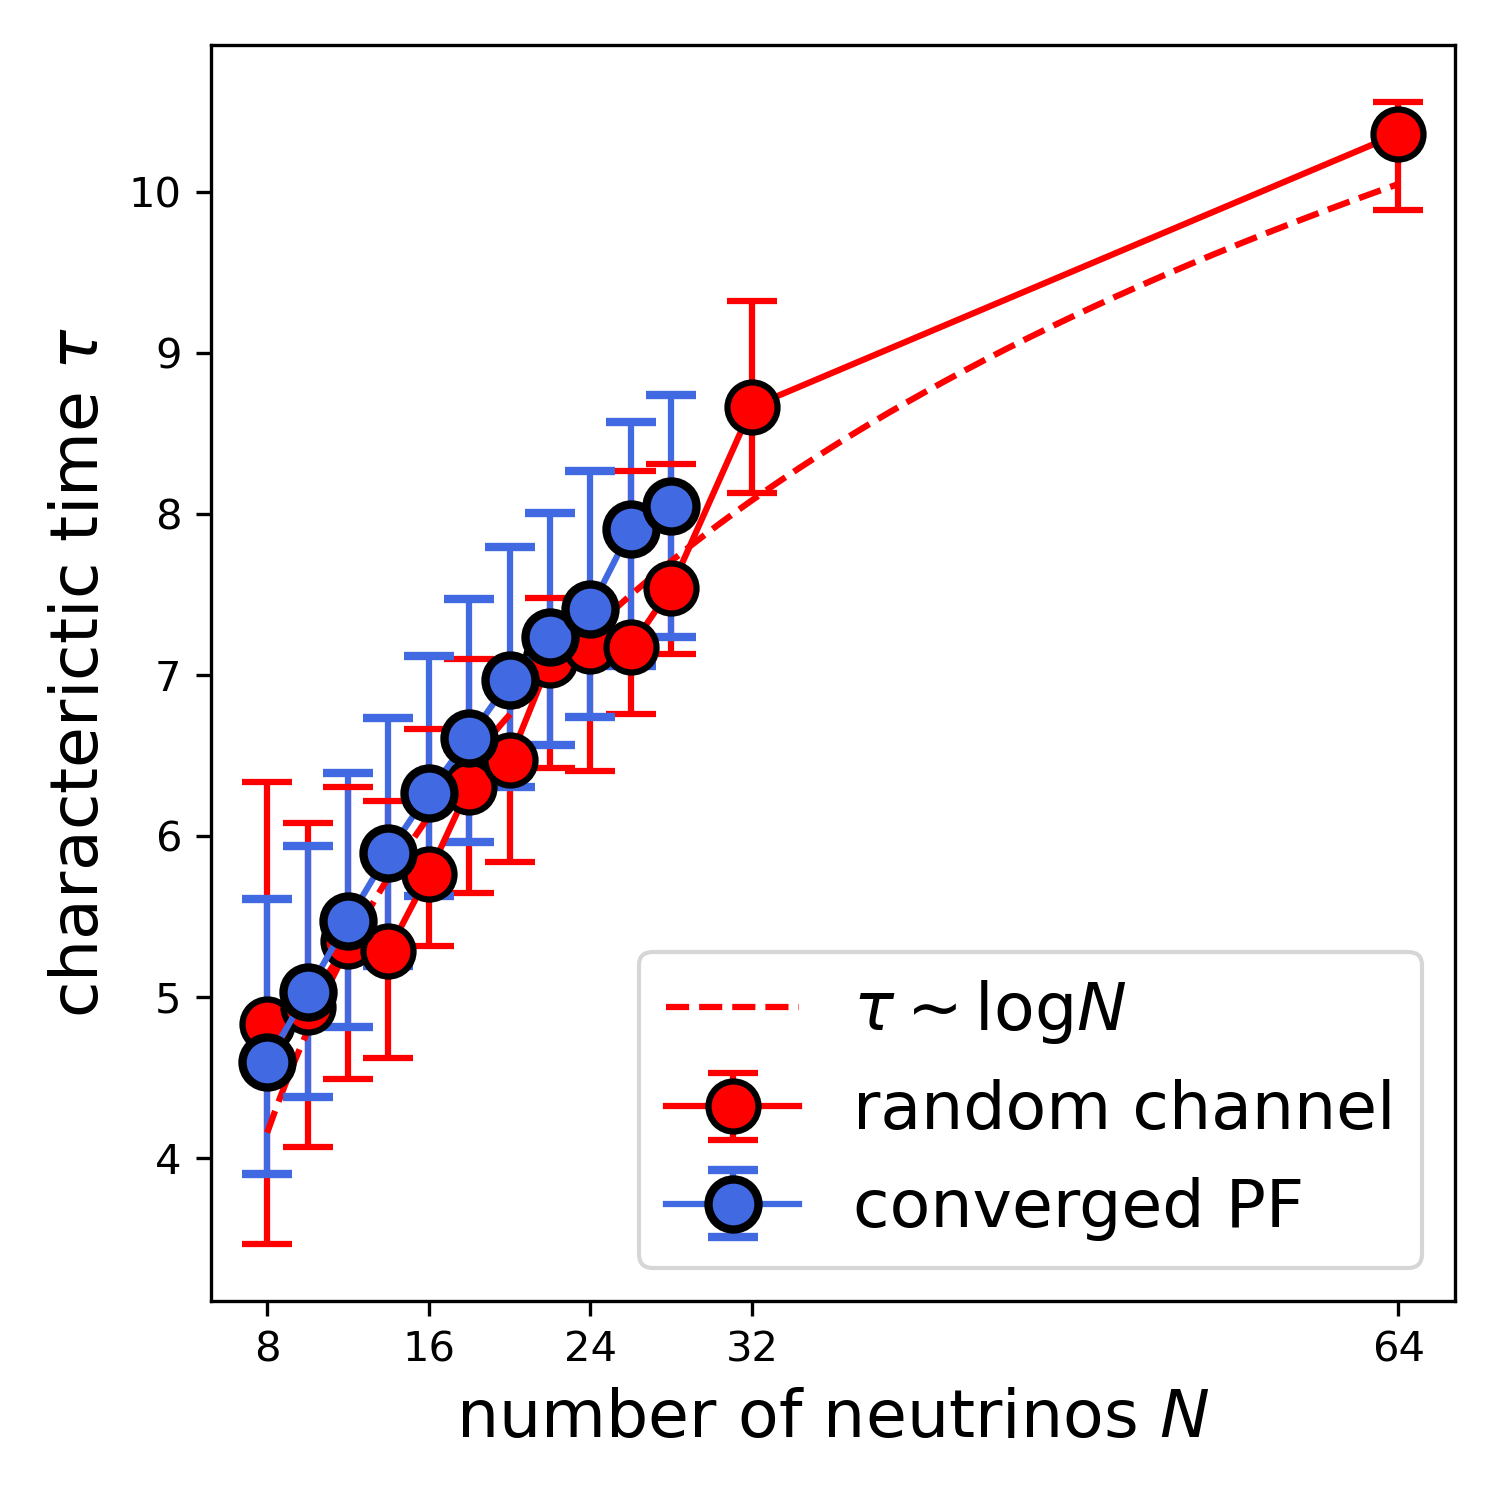 characterictic time τ
10
9
8
7
6
5
4
τ ~ logN
random channel
converged PF
8 16 24 32 64
number of neutrinos N